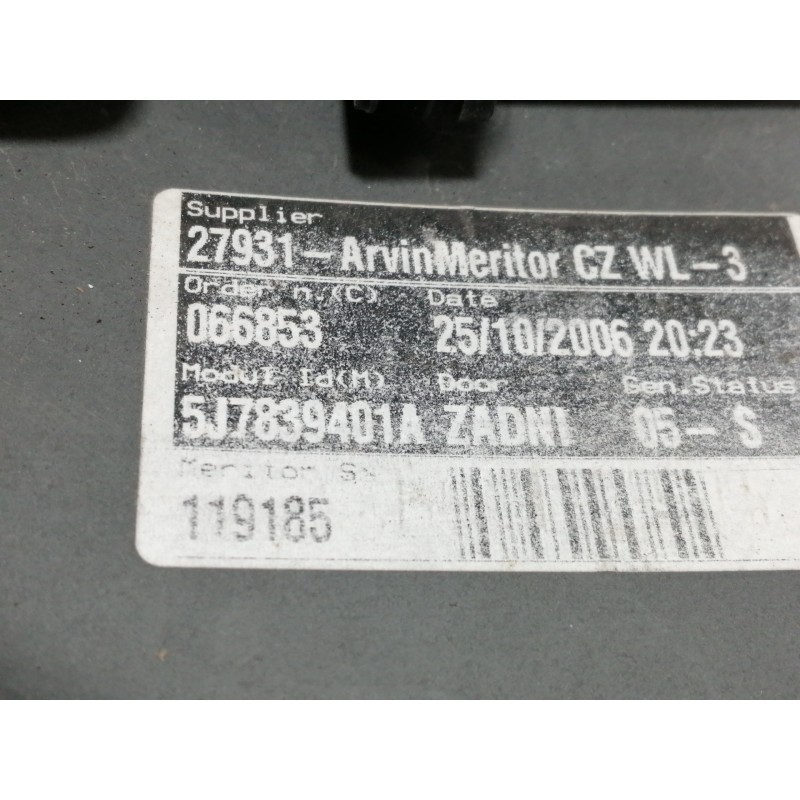 Supplier
27931-ArvinMeritor CZ WL-3
Order n.(C) Date
066853 25/10/2006 20:23
Modul Id(M) Door Gen.Status
5J7839401A ZADNI 05-S
Meritor
119185